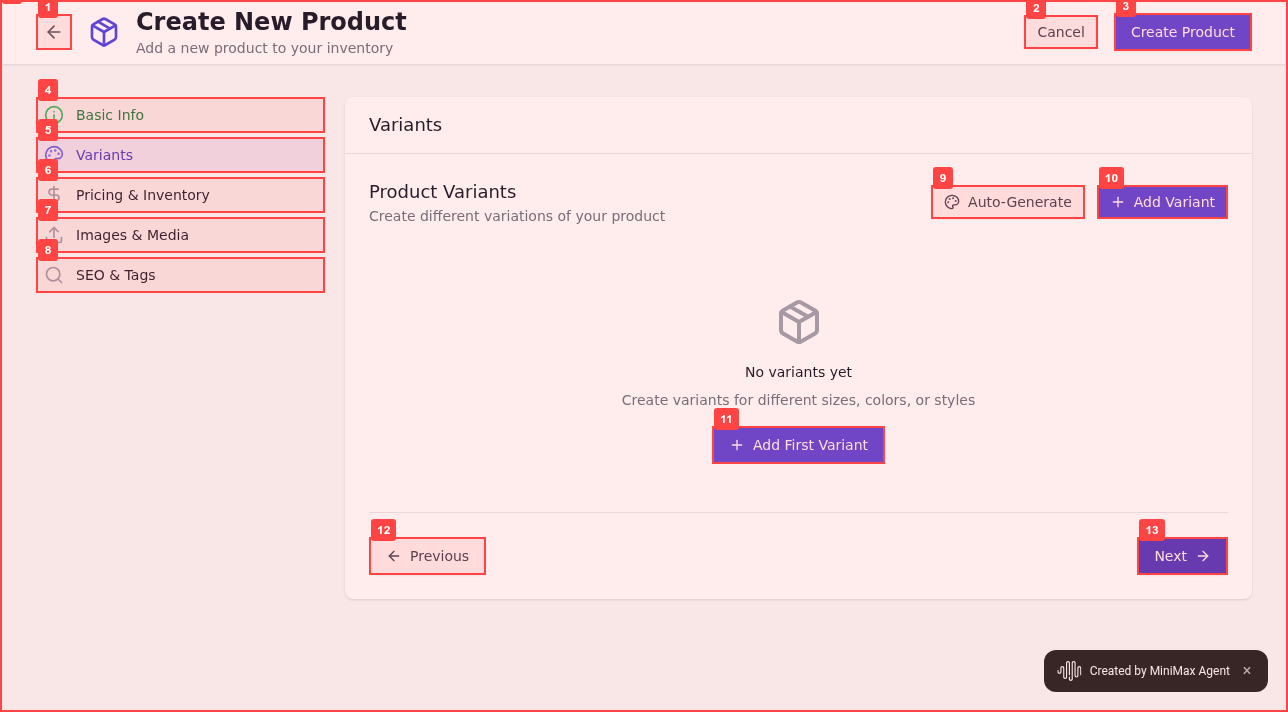 1
Create New Product
Add a new product to your inventory
2
Cancel
3
Create Product
4
Basic Info
5
Variants
6
Pricing & Inventory
7
Images & Media
8
SEO & Tags
Variants
Product Variants
Create different variations of your product
9
Auto-Generate
10
Add Variant
No variants yet
Create variants for different sizes, colors, or styles
11
Add First Variant
12
Previous
13
Next
Created by MiniMax Agent